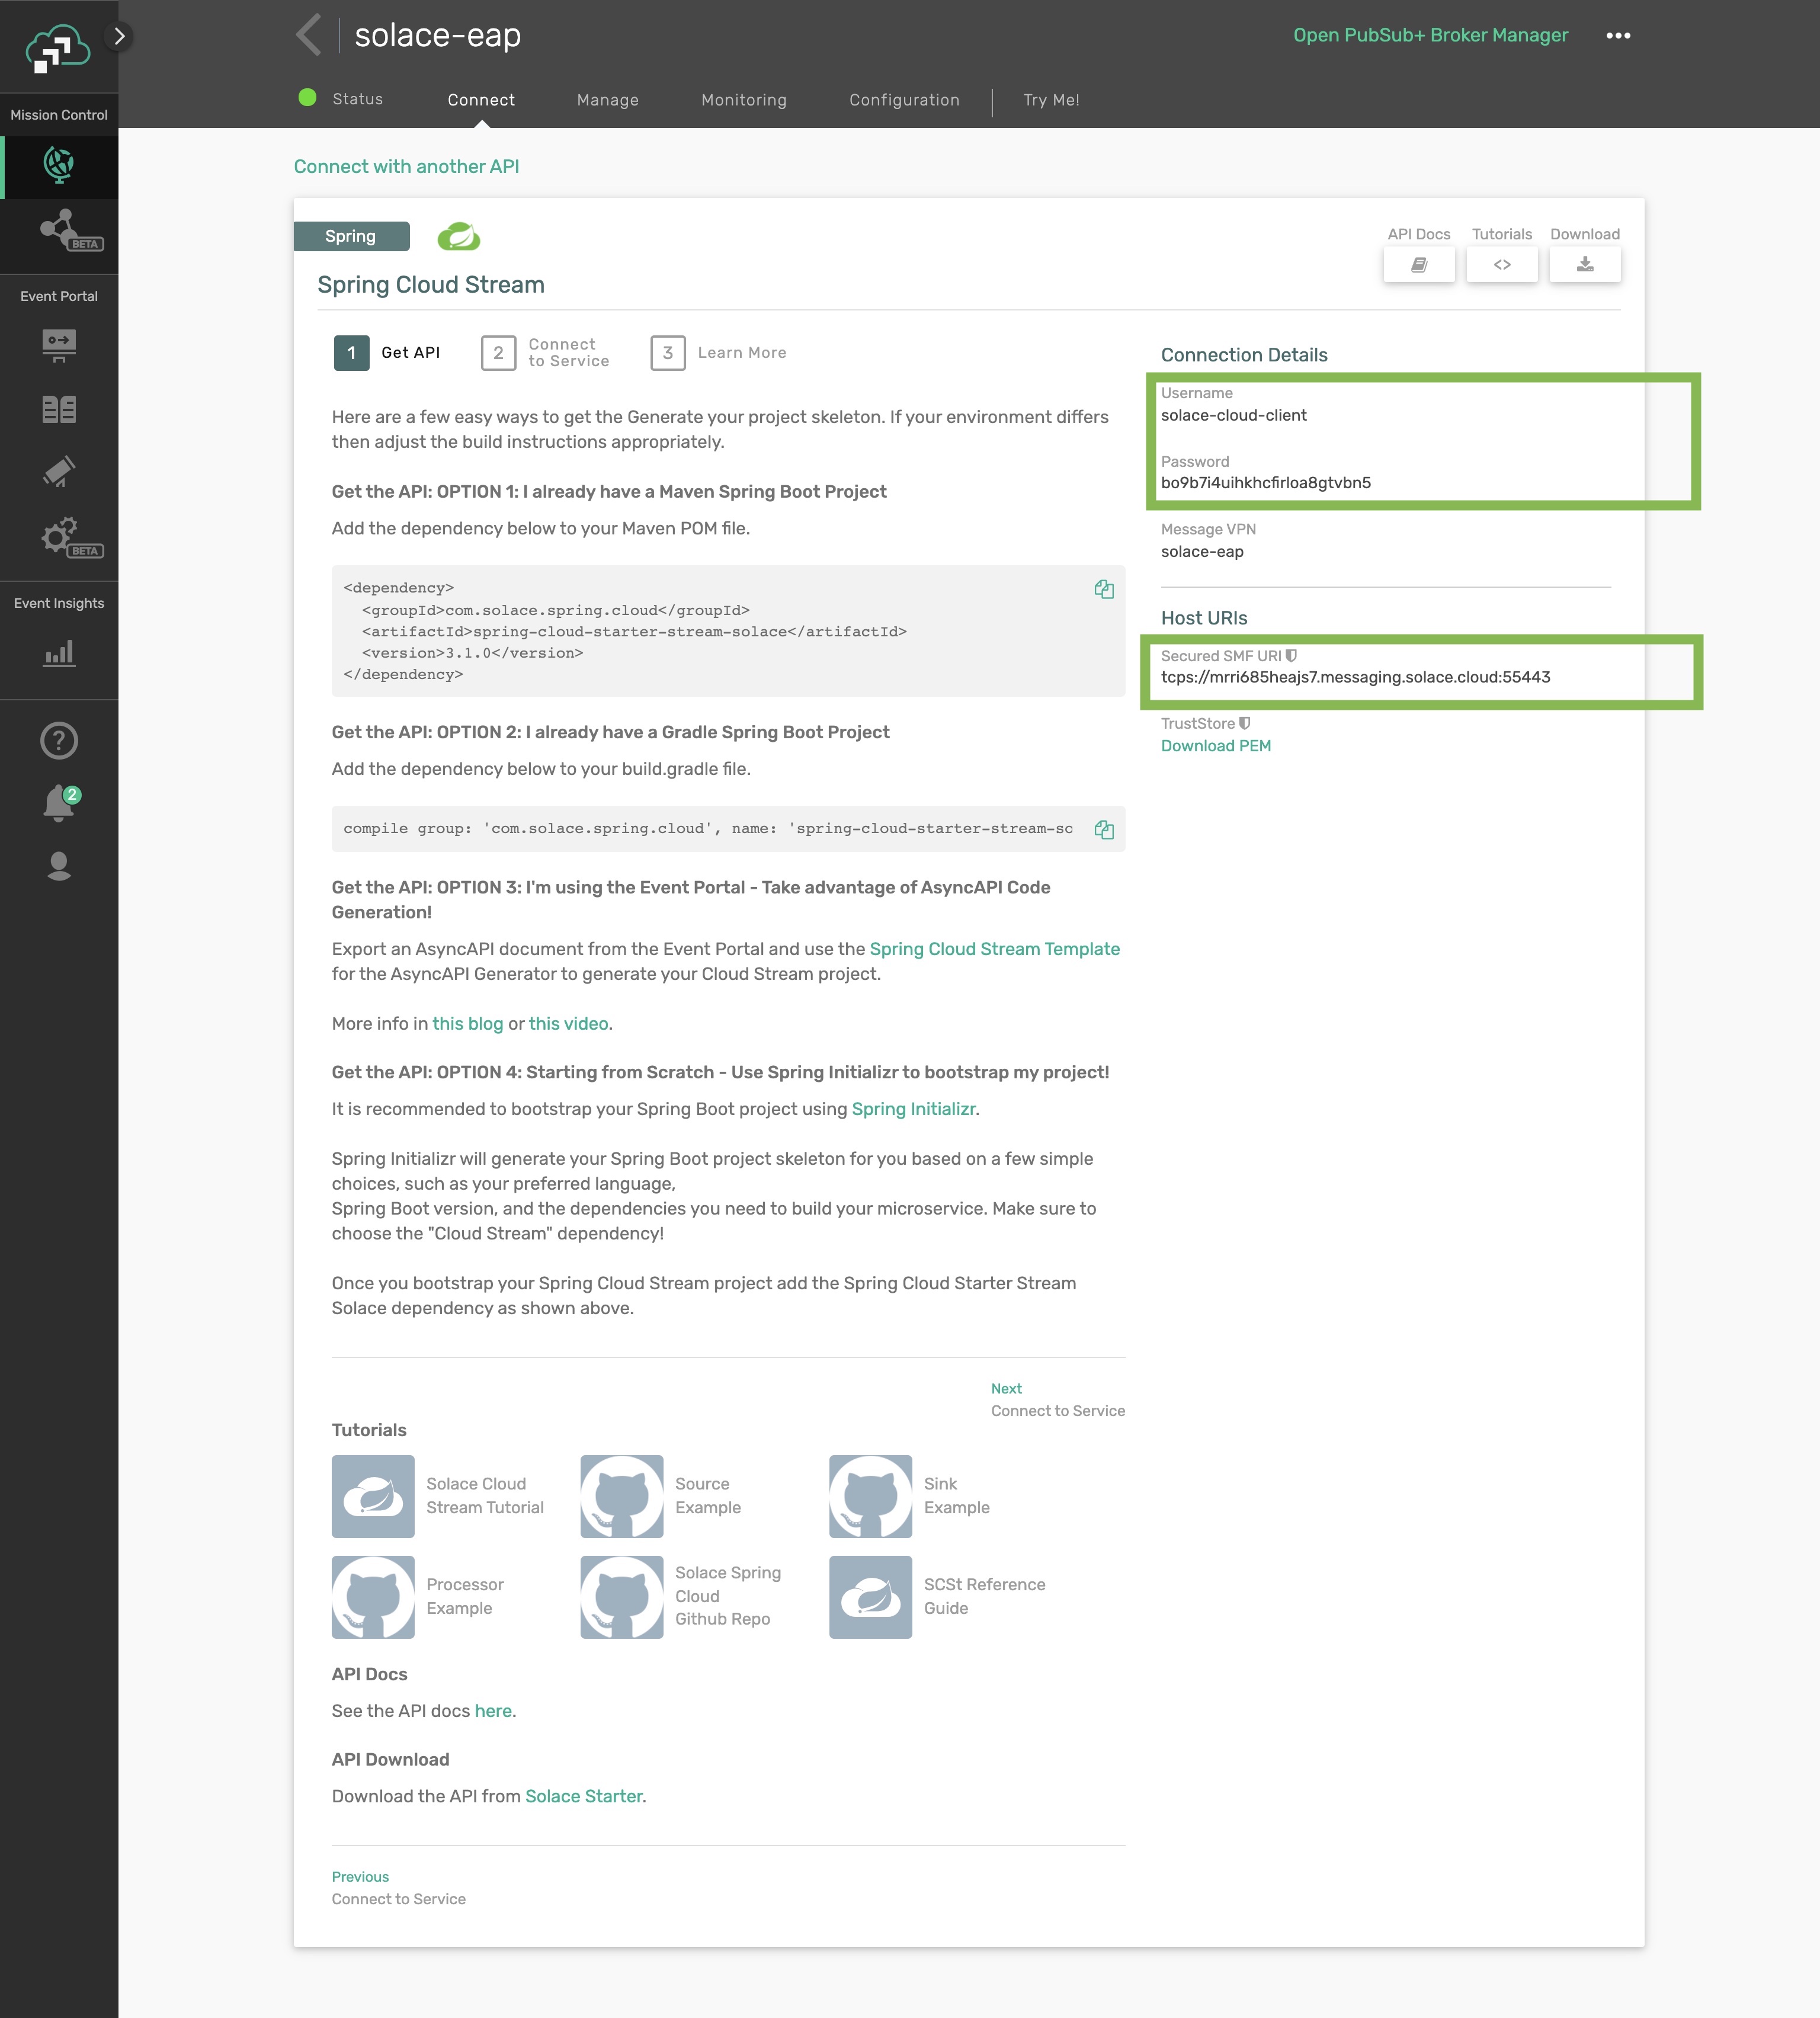 solace-eap
Open PubSub+ Broker Manager
Status
Connect
Manage
Monitoring
Configuration
Try Me!
Mission Control
BETA
Event Portal
BETA
Event Insights
2
Connect with another API
Spring
API Docs
Tutorials
Download
Spring Cloud Stream
1
Get API
2
Connect
to Service
3
Learn More
Here are a few easy ways to get the Generate your project skeleton. If your environment differs
then adjust the build instructions appropriately.
Get the API: OPTION 1: I already have a Maven Spring Boot Project
Add the dependency below to your Maven POM file.
<dependency>
<groupId>com.solace.spring.cloud</groupId>
<artifactId>spring-cloud-starter-stream-solace</artifactId>
<version>3.1.0</version>
</dependency>
Get the API: OPTION 2: I already have a Gradle Spring Boot Project
Add the dependency below to your build.gradle file.
compile group: 'com.solace.spring.cloud', name: 'spring-cloud-starter-stream-so
Get the API: OPTION 3: I'm using the Event Portal - Take advantage of AsyncAPI Code
Generation!
Export an AsyncAPI document from the Event Portal and use the Spring Cloud Stream Template
for the AsyncAPI Generator to generate your Cloud Stream project.
More info in this blog or this video.
Get the API: OPTION 4: Starting from Scratch - Use Spring Initializr to bootstrap my project!
It is recommended to bootstrap your Spring Boot project using Spring Initializr.
Spring Initializr will generate your Spring Boot project skeleton for you based on a few simple
choices, such as your preferred language,
Spring Boot version, and the dependencies you need to build your microservice. Make sure to
choose the "Cloud Stream" dependency!
Once you bootstrap your Spring Cloud Stream project add the Spring Cloud Starter Stream
Solace dependency as shown above.
Next
Connect to Service
Tutorials
Solace Cloud
Stream Tutorial
Source
Example
Sink
Example
Processor
Example
Solace Spring
Cloud
Github Repo
SCSt Reference
Guide
API Docs
See the API docs here.
API Download
Download the API from Solace Starter.
Previous
Connect to Service
Connection Details
Username
solace-cloud-client
Password
bo9b7i4uihkhcfirloa8gtvbn5
Message VPN
solace-eap
Host URIs
Secured SMF URI
tcps://mrri685heajs7.messaging.solace.cloud:55443
TrustStore
Download PEM